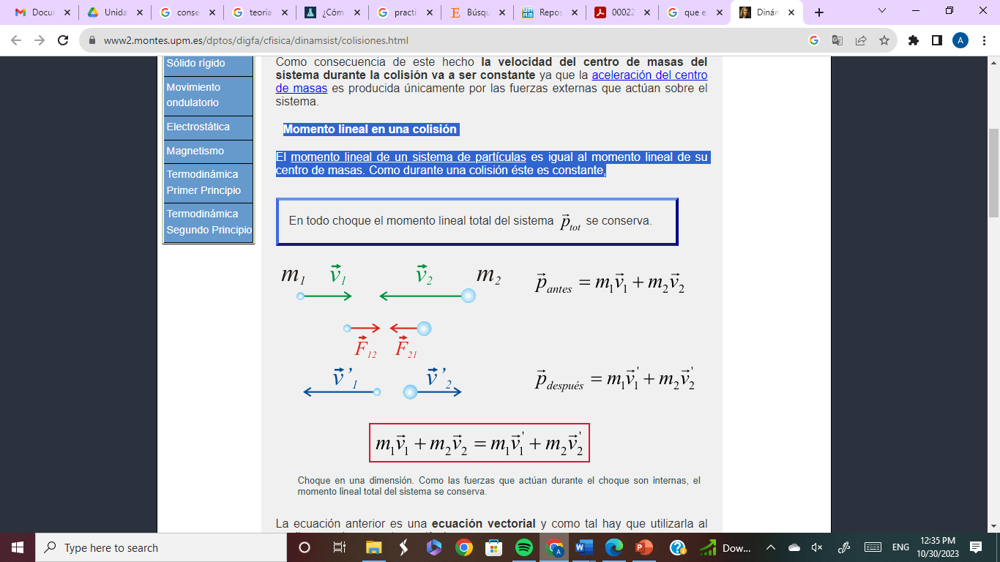 Docur
Unida
conse
teoria
¿Cóm
practi
Búsqu
Repos
00022
que e
Dinán
www2.montes.upm.es/dptos/digfa/cfisica/dinamsist/colisiones.html
A
Sólido rígido
Movimiento
ondulatorio
Electrostática
Magnetismo
Termodinámica
Primer Principio
Termodinámica
Segundo Principio
Como consecuencia de este hecho la velocidad del centro de masas del
sistema durante la colisión va a ser constante ya que la aceleración del centro
de masas es producida únicamente por las fuerzas externas que actúan sobre el
sistema.
Momento lineal en una colisión
El momento lineal de un sistema de partículas es igual al momento lineal de su
centro de masas. Como durante una colisión éste es constante,
En todo choque el momento lineal total del sistema p⃗tot se conserva.
m1 v⃗1 v⃗2 m2
p⃗antes = m1v⃗1 + m2v⃗2
F⃗12 F⃗21
v⃗’1 v⃗’2
p⃗después = m1v⃗1' + m2v⃗2'
m1v⃗1 + m2v⃗2 = m1v⃗1' + m2v⃗2'
Choque en una dimensión. Como las fuerzas que actúan durante el choque son internas, el
momento lineal total del sistema se conserva.
La ecuación anterior es una ecuación vectorial y como tal hay que utilizarla al
Type here to search
Dow...
ENG
12:35 PM
10/30/2023